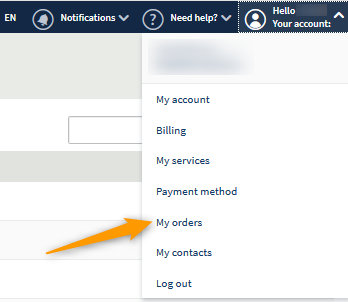 EN
Notifications
Need help?
Hello
Your account:
My account
Billing
My services
Payment method
My orders
My contacts
Log out